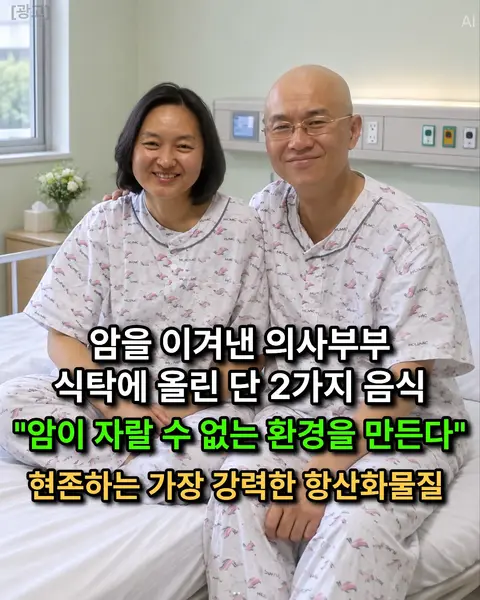 [광고]
AI
암을 이겨낸 의사부부
식탁에 올린 단 2가지 음식
"암이 자랄 수 없는 환경을 만든다"
현존하는 가장 강력한 항산화물질